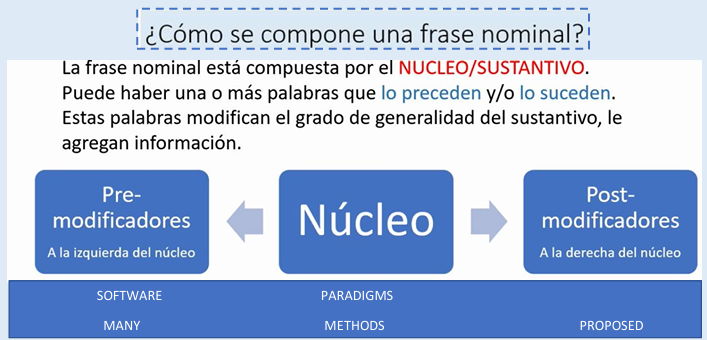 ¿Cómo se compone una frase nominal?
La frase nominal está compuesta por el NUCLEO/SUSTANTIVO.
Puede haber una o más palabras que lo preceden y/o lo suceden.
Estas palabras modifican el grado de generalidad del sustantivo, le
agregan información.
Pre-
modificadores
A la izquierda del núcleo
Núcleo
Post-
modificadores
A la derecha del núcleo
SOFTWARE PARADIGMS
MANY METHODS PROPOSED